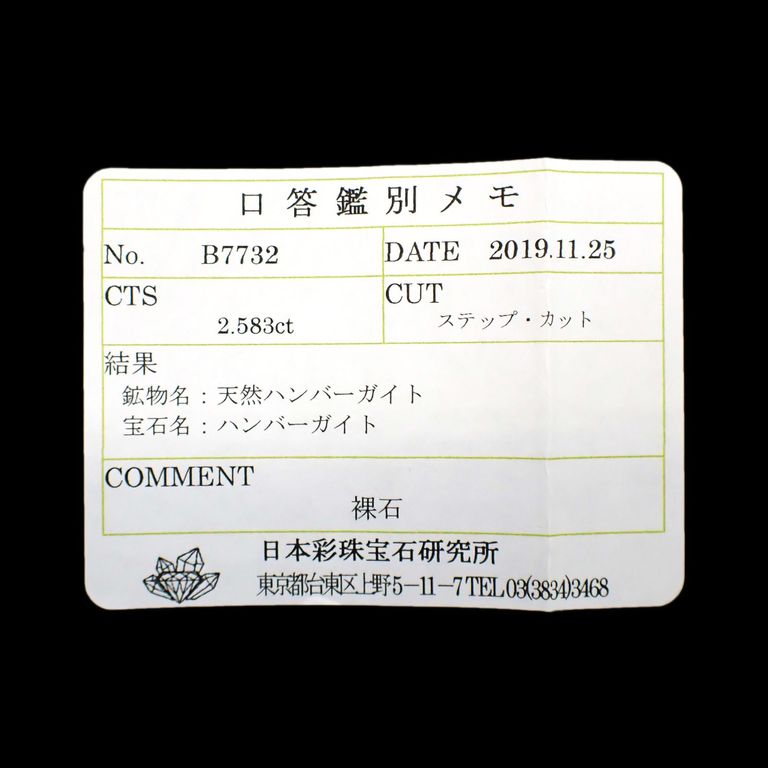 口答鑑別メモ
No. B7732 DATE 2019.11.25
CTS CUT
2.583ct ステップ・カット
結果
鉱物名：天然ハンバーガイト
宝石名：ハンバーガイト
COMMENT
裸石
日本彩珠宝石研究所
東京都台東区上野5-11-7 TEL 03(3834)3468